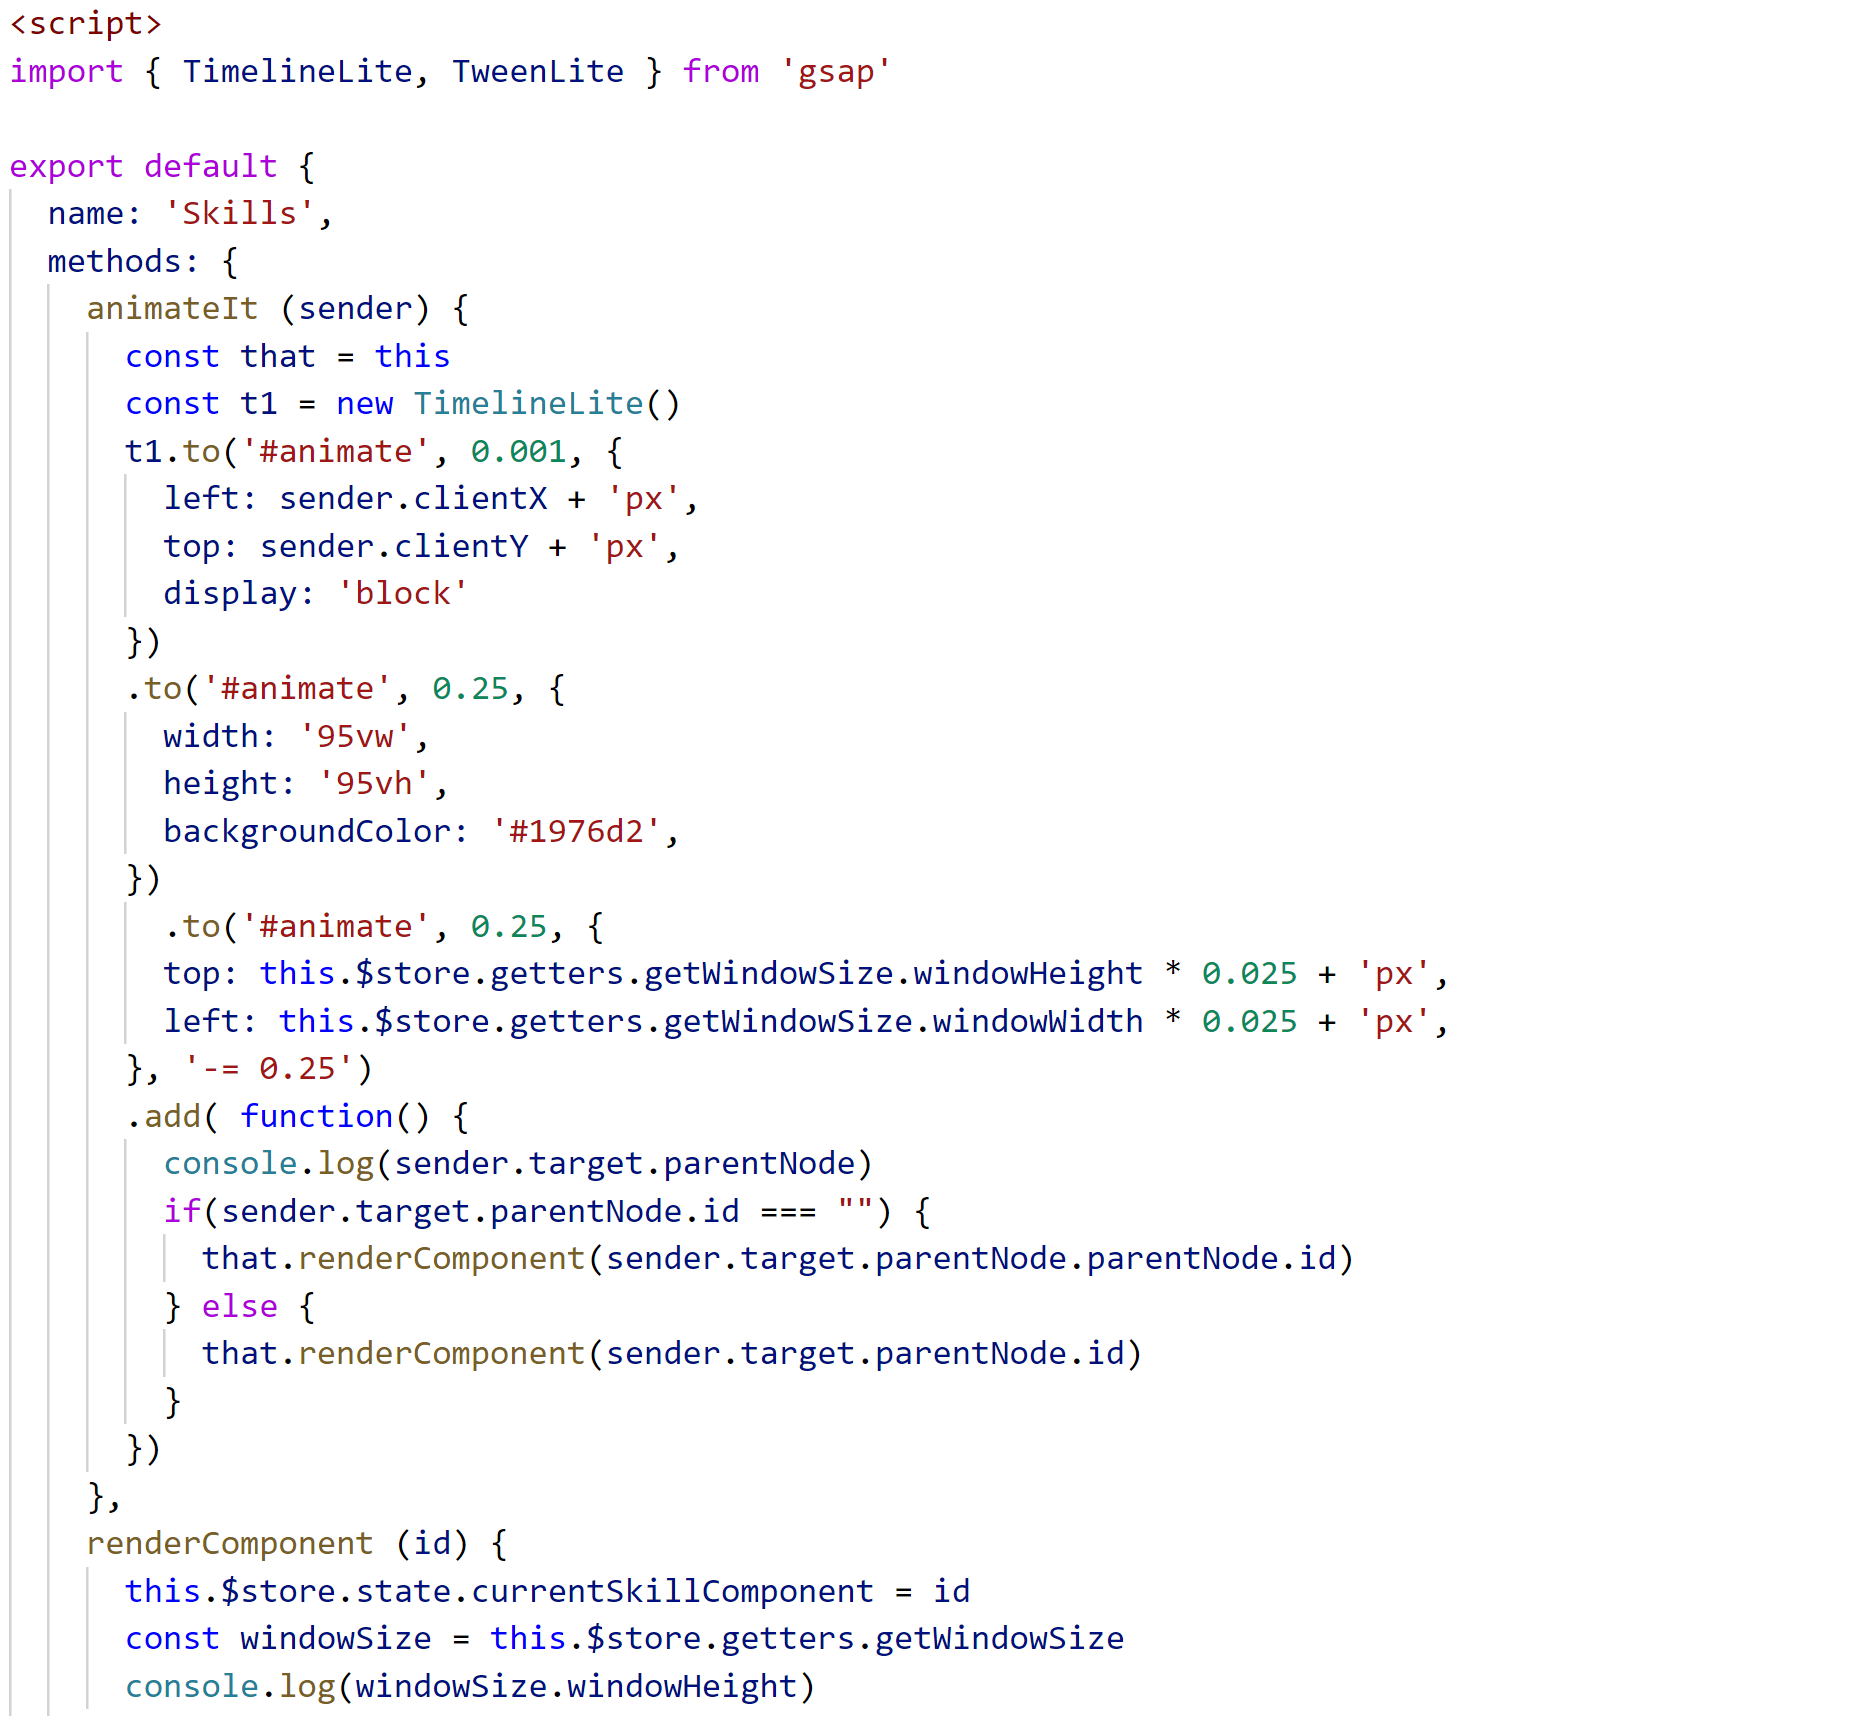 <script>
import { TimelineLite, TweenLite } from 'gsap'

export default {
  name: 'Skills',
  methods: {
    animateIt (sender) {
      const that = this
      const t1 = new TimelineLite()
      t1.to('#animate', 0.001, {
        left: sender.clientX + 'px',
        top: sender.clientY + 'px',
        display: 'block'
      })
      .to('#animate', 0.25, {
        width: '95vw',
        height: '95vh',
        backgroundColor: '#1976d2',
      })
        .to('#animate', 0.25, {
        top: this.$store.getters.getWindowSize.windowHeight * 0.025 + 'px',
        left: this.$store.getters.getWindowSize.windowWidth * 0.025 + 'px',
      }, '-= 0.25')
      .add( function() {
        console.log(sender.target.parentNode)
        if(sender.target.parentNode.id === "") {
          that.renderComponent(sender.target.parentNode.parentNode.id)
        } else {
          that.renderComponent(sender.target.parentNode.id)
        }
      })
    },
    renderComponent (id) {
      this.$store.state.currentSkillComponent = id
      const windowSize = this.$store.getters.getWindowSize
      console.log(windowSize.windowHeight)